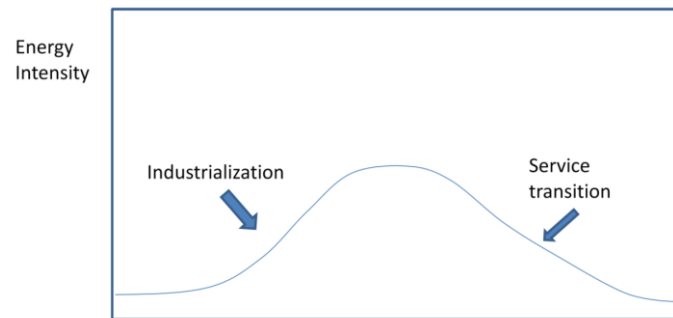 Energy
Intensity
Industrialization
Service
transition